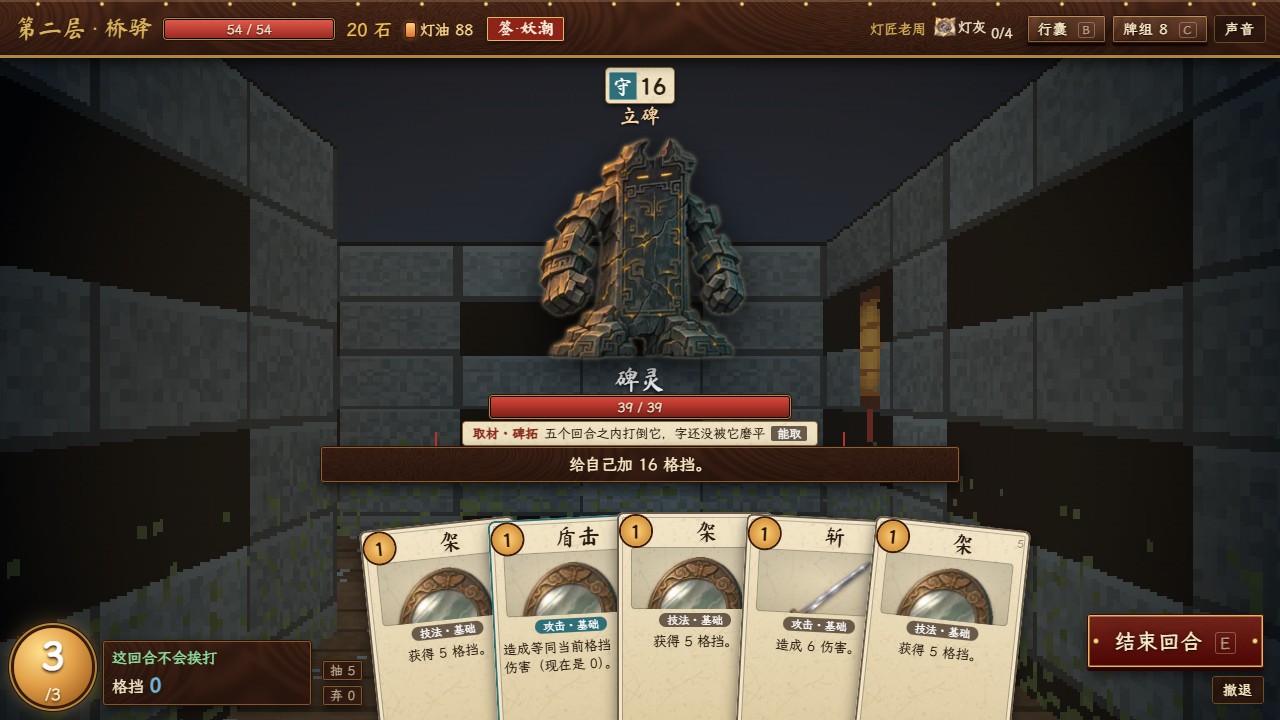 第二层 · 桥驿
54 / 54
20 石
灯油 88
签·妖潮
灯匠老周
灯灰 0/4
行囊 B
牌组 8 C
声音
守 16
立碑
碑灵
39 / 39
取材·碑拓 五个回合之内打倒它，字还没被它磨平 能取
给自己加 16 格挡。
1 架
技法·基础
获得 5 格挡。
1 盾击
攻击·基础
造成等同当前格挡
伤害（现在是 0）。
1 架
技法·基础
获得 5 格挡。
1 斩
攻击·基础
造成 6 伤害。
1 架 5
技法·基础
获得 5 格挡。
3
/3
这回合不会挨打
格挡 0
抽 5
弃 0
结束回合 E
撤退